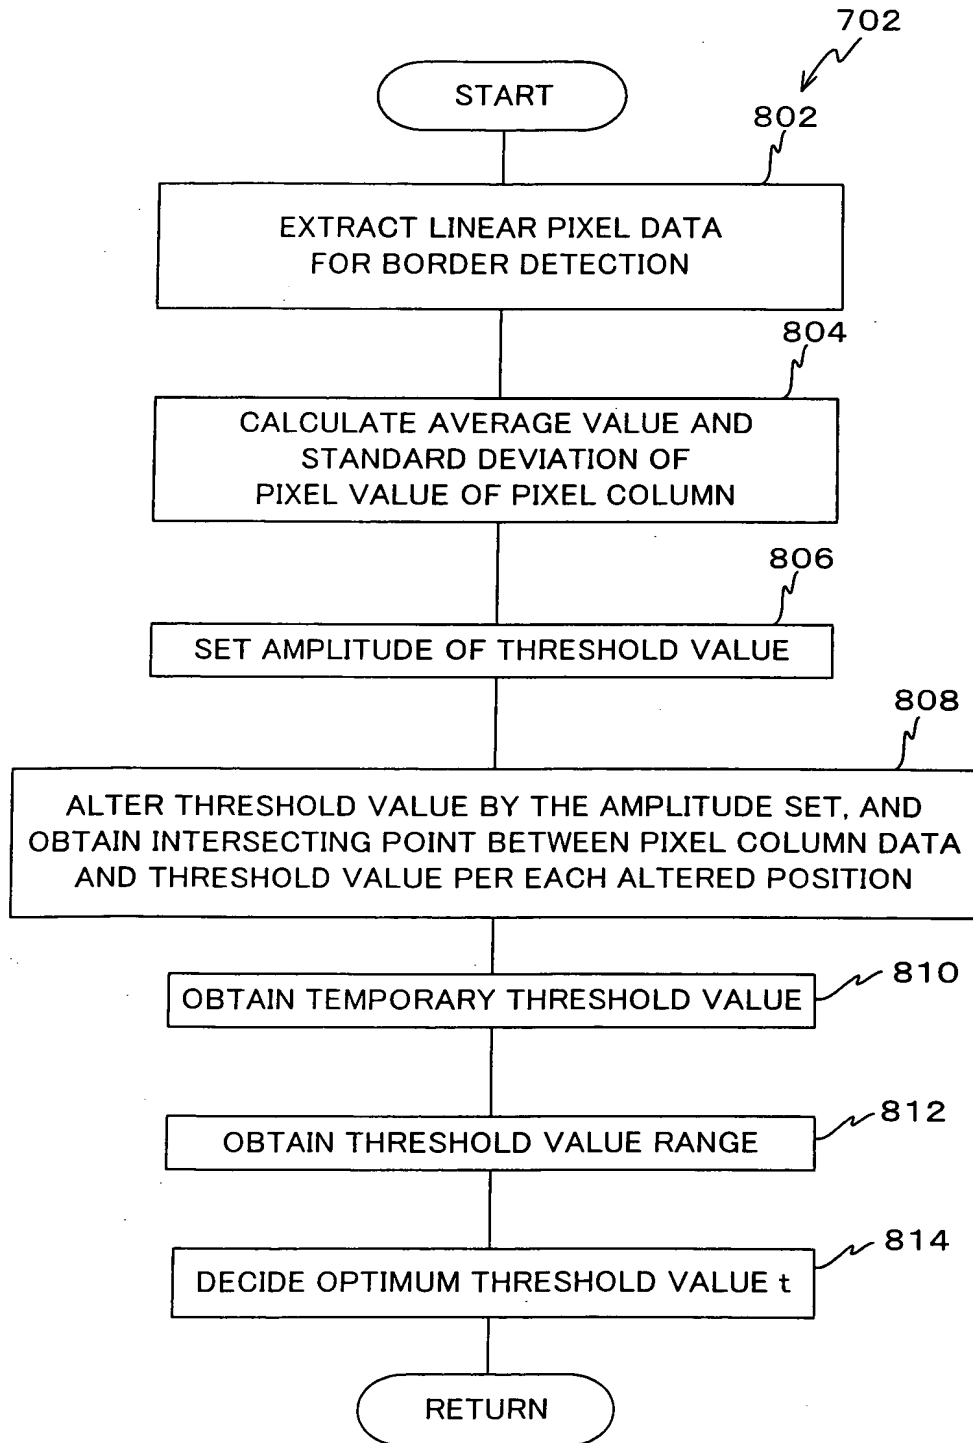 702
START
802
EXTRACT LINEAR PIXEL DATA
FOR BORDER DETECTION
804
CALCULATE AVERAGE VALUE AND
STANDARD DEVIATION OF
PIXEL VALUE OF PIXEL COLUMN
806
SET AMPLITUDE OF THRESHOLD VALUE
808
ALTER THRESHOLD VALUE BY THE AMPLITUDE SET, AND
OBTAIN INTERSECTING POINT BETWEEN PIXEL COLUMN DATA
AND THRESHOLD VALUE PER EACH ALTERED POSITION
OBTAIN TEMPORARY THRESHOLD VALUE
810
OBTAIN THRESHOLD VALUE RANGE
812
DECIDE OPTIMUM THRESHOLD VALUE t
814
RETURN